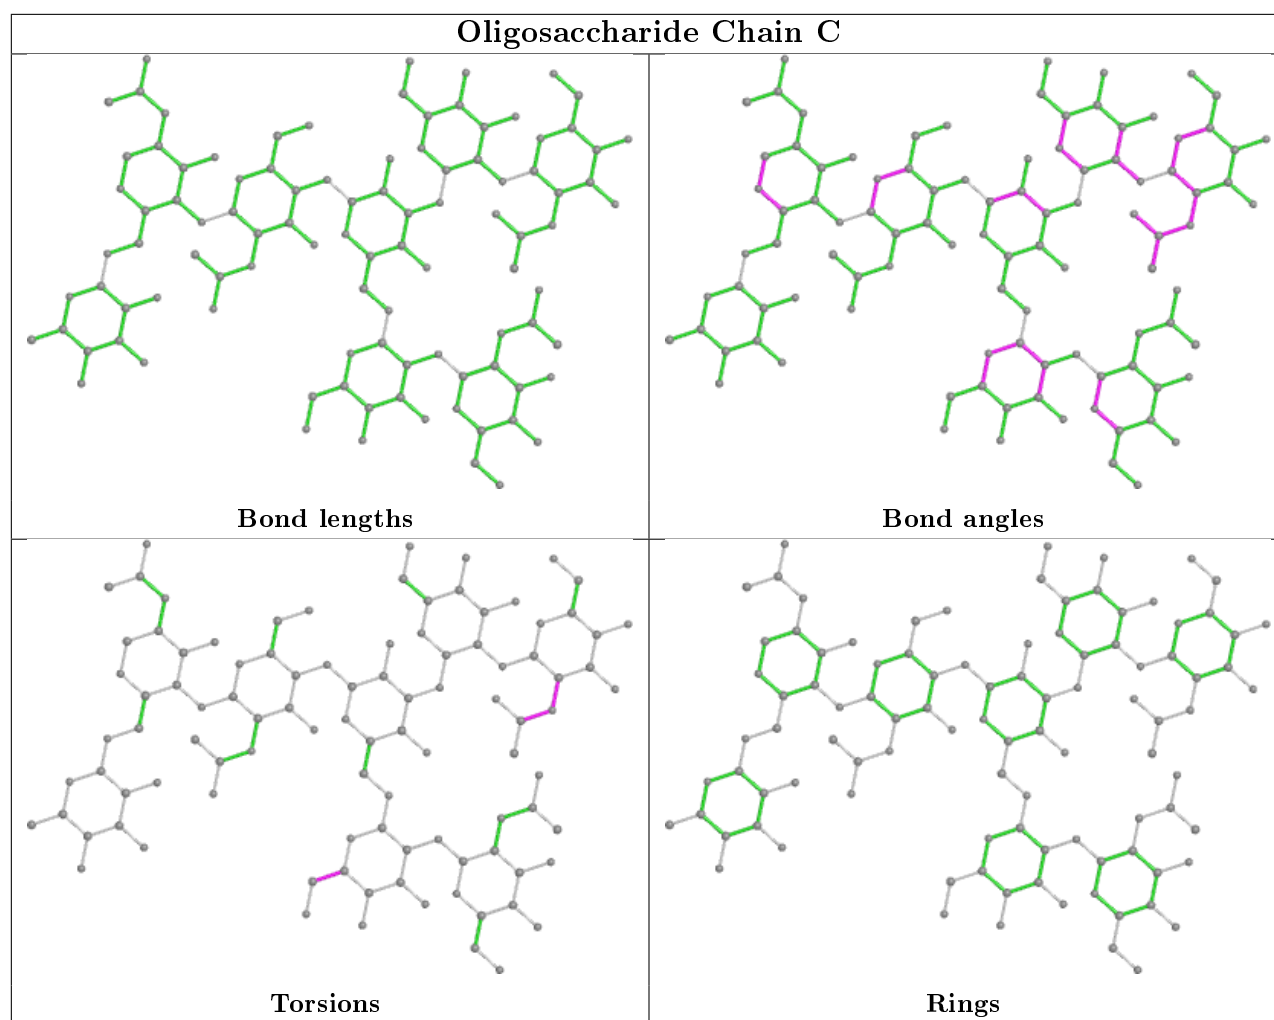 Oligosaccharide Chain C
Bond lengths
Bond angles
Torsions
Rings